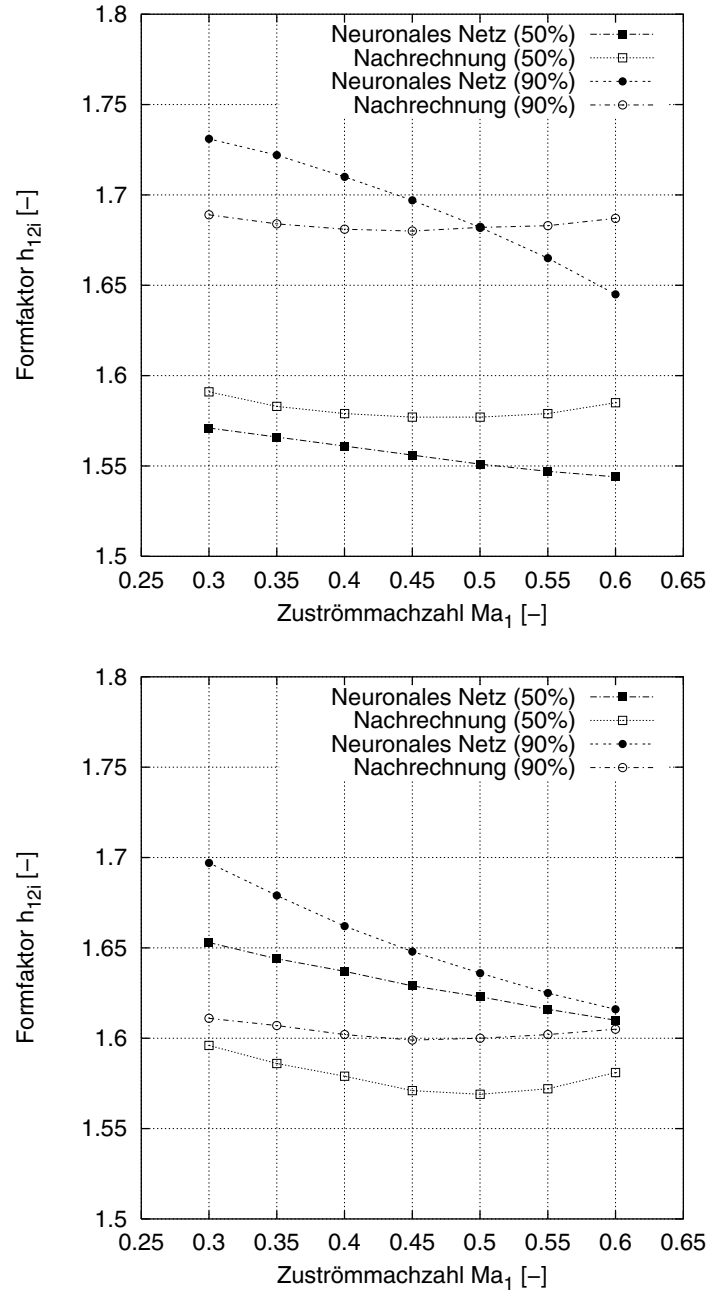 1.8
Neuronales Netz (50%)
Nachrechnung (50%)
Neuronales Netz (90%)
Nachrechnung (90%)
1.75
1.7
1.65
1.6
1.55
1.5
Formfaktor h12i [−]
0.25 0.3 0.35 0.4 0.45 0.5 0.55 0.6 0.65
Zuströmmachzahl Ma1 [−]
1.8
Neuronales Netz (50%)
Nachrechnung (50%)
Neuronales Netz (90%)
Nachrechnung (90%)
1.75
1.7
1.65
1.6
1.55
1.5
Formfaktor h12i [−]
0.25 0.3 0.35 0.4 0.45 0.5 0.55 0.6 0.65
Zuströmmachzahl Ma1 [−]